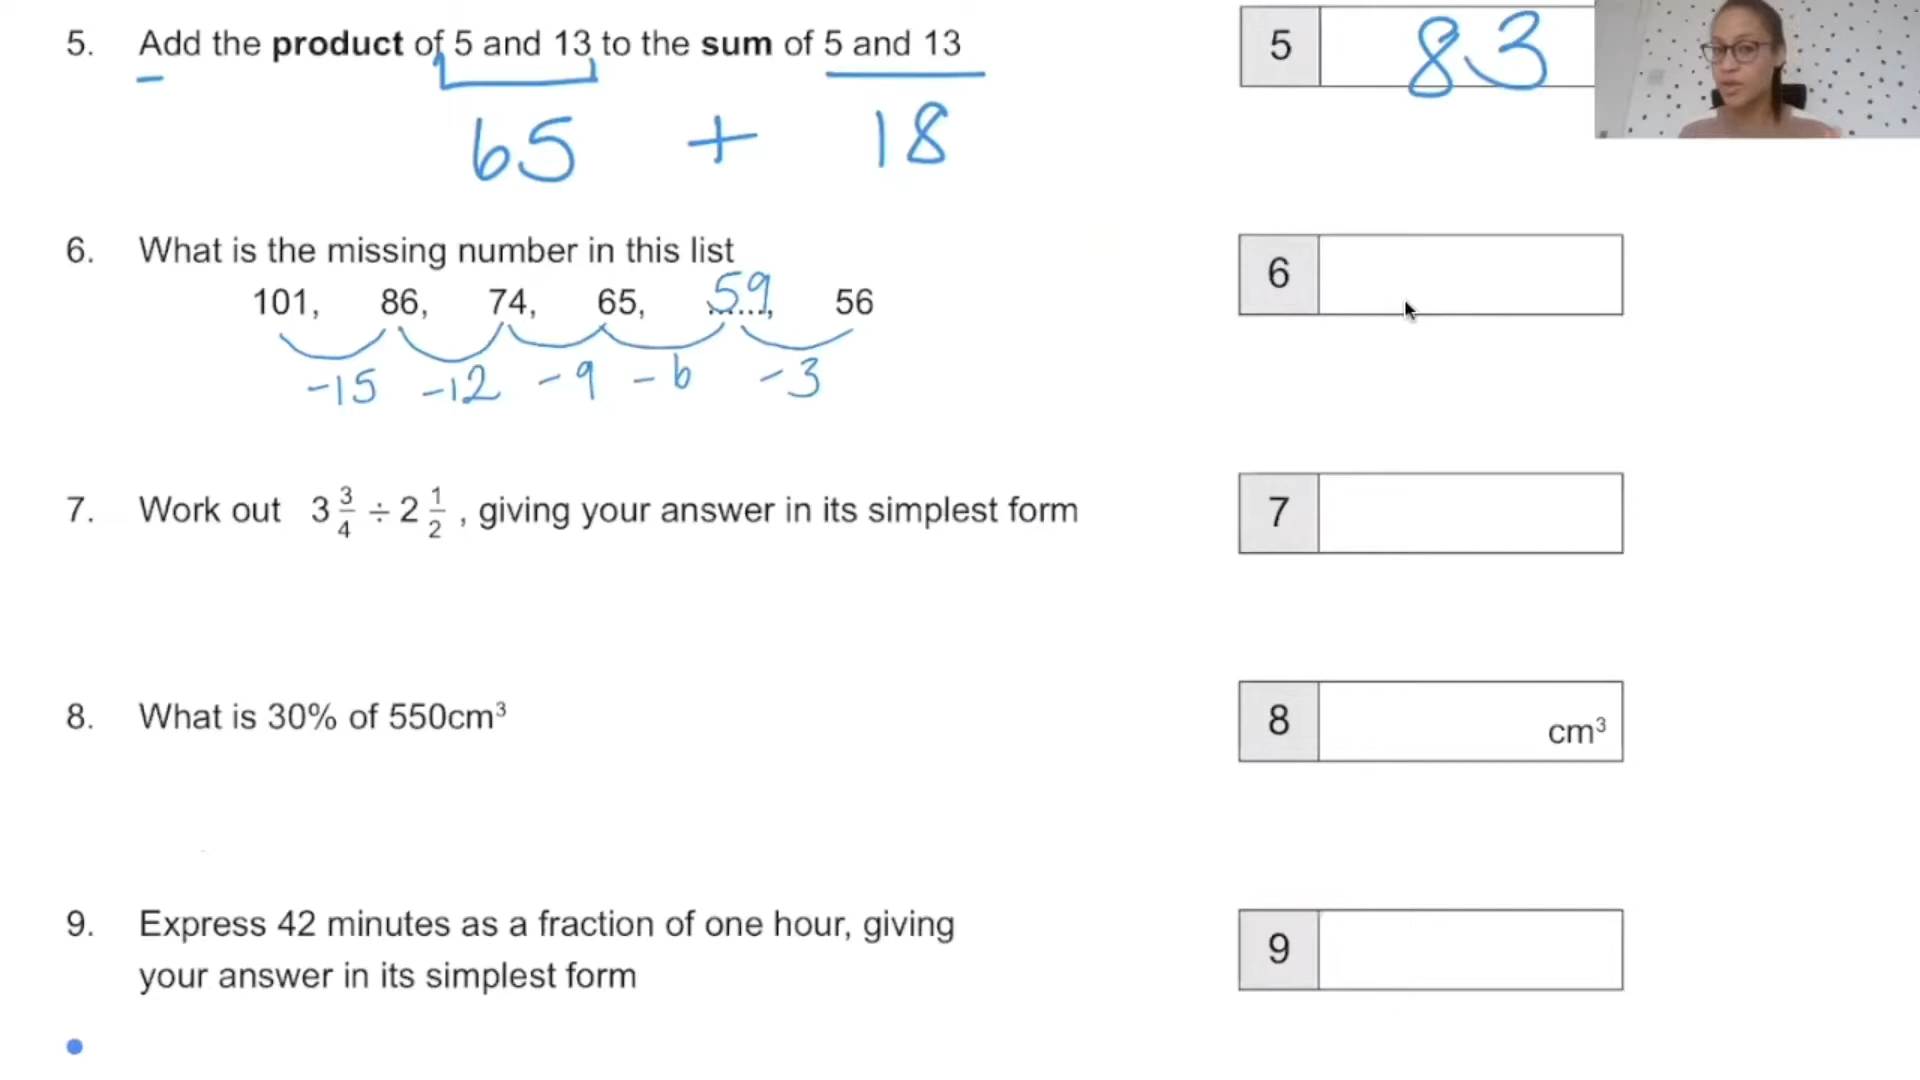 5. Add the product of 5 and 13 to the sum of 5 and 13
5 83
65 + 18
6. What is the missing number in this list
6
101, 86, 74, 65, 59, 56
-15 -12 -9 -6 -3
7. Work out 3 3/4 ÷ 2 1/2 , giving your answer in its simplest form
7
8. What is 30% of 550cm³
8 cm³
9. Express 42 minutes as a fraction of one hour, giving
your answer in its simplest form
9